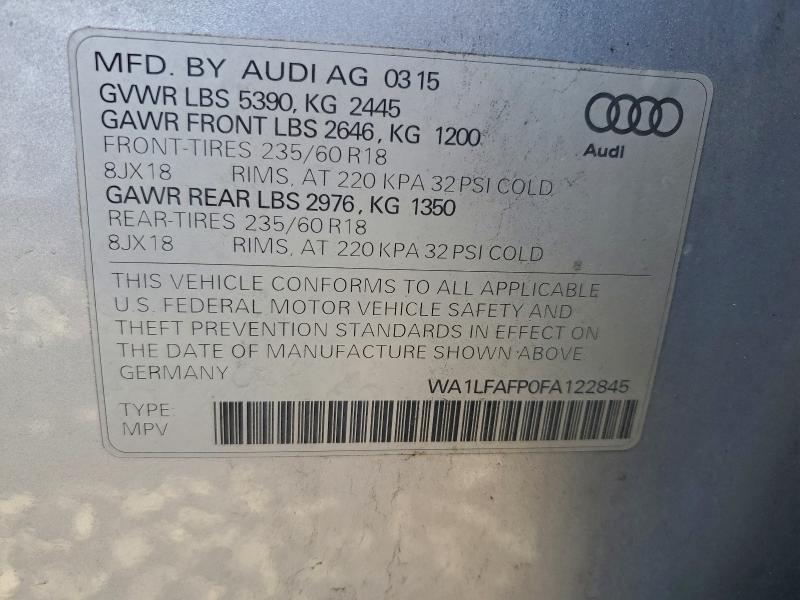 MFD. BY AUDI AG 03 15
GVWR LBS 5390, KG 2445
GAWR FRONT LBS 2646, KG 1200
FRONT-TIRES 235/60 R18
8JX18 RIMS, AT 220 KPA 32 PSI COLD
GAWR REAR LBS 2976, KG 1350
REAR-TIRES 235/60 R18
8JX18 RIMS, AT 220 KPA 32 PSI COLD
Audi
THIS VEHICLE CONFORMS TO ALL APPLICABLE
U.S. FEDERAL MOTOR VEHICLE SAFETY AND
THEFT PREVENTION STANDARDS IN EFFECT ON
THE DATE OF MANUFACTURE SHOWN ABOVE
GERMANY
WA1LFAFP0FA122845
TYPE:
MPV